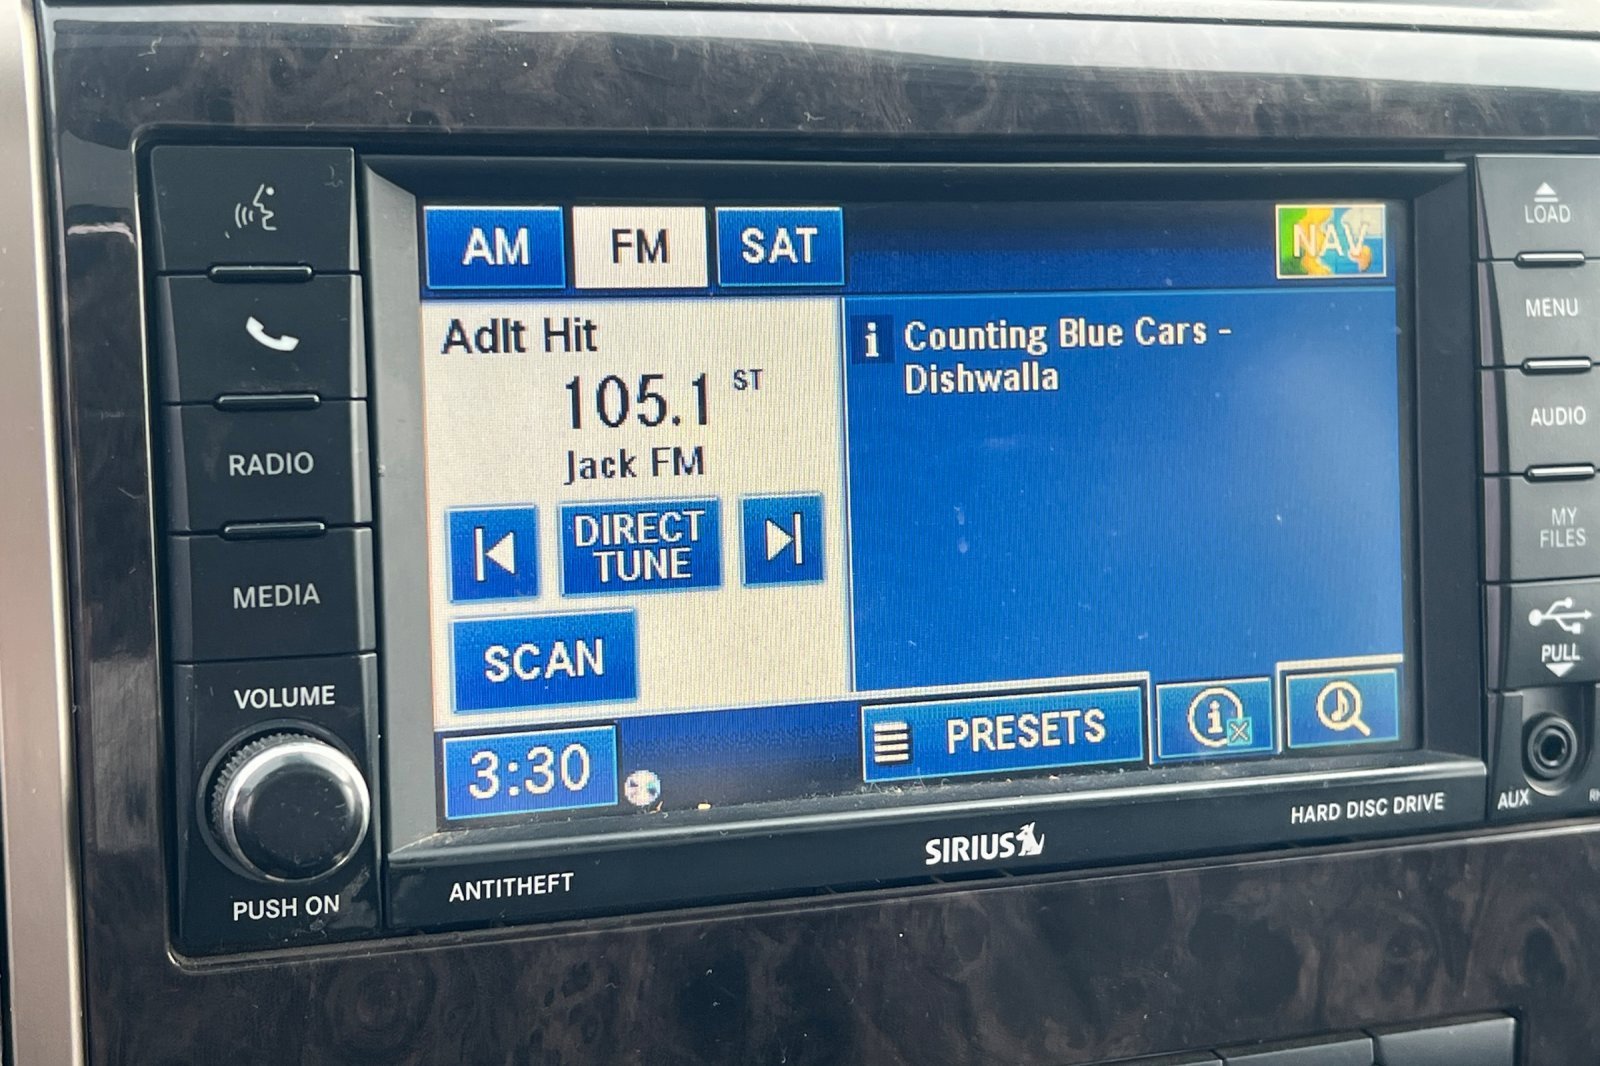 AM
FM
SAT
NAV
Adlt Hit
105.1 ST
Jack FM
DIRECT
TUNE
SCAN
3:30
i Counting Blue Cars -
Dishwalla
PRESETS
i
RADIO
MEDIA
VOLUME
PUSH ON
LOAD
MENU
AUDIO
MY
FILES
PULL
AUX
ANTITHEFT
SIRIUS
HARD DISC DRIVE